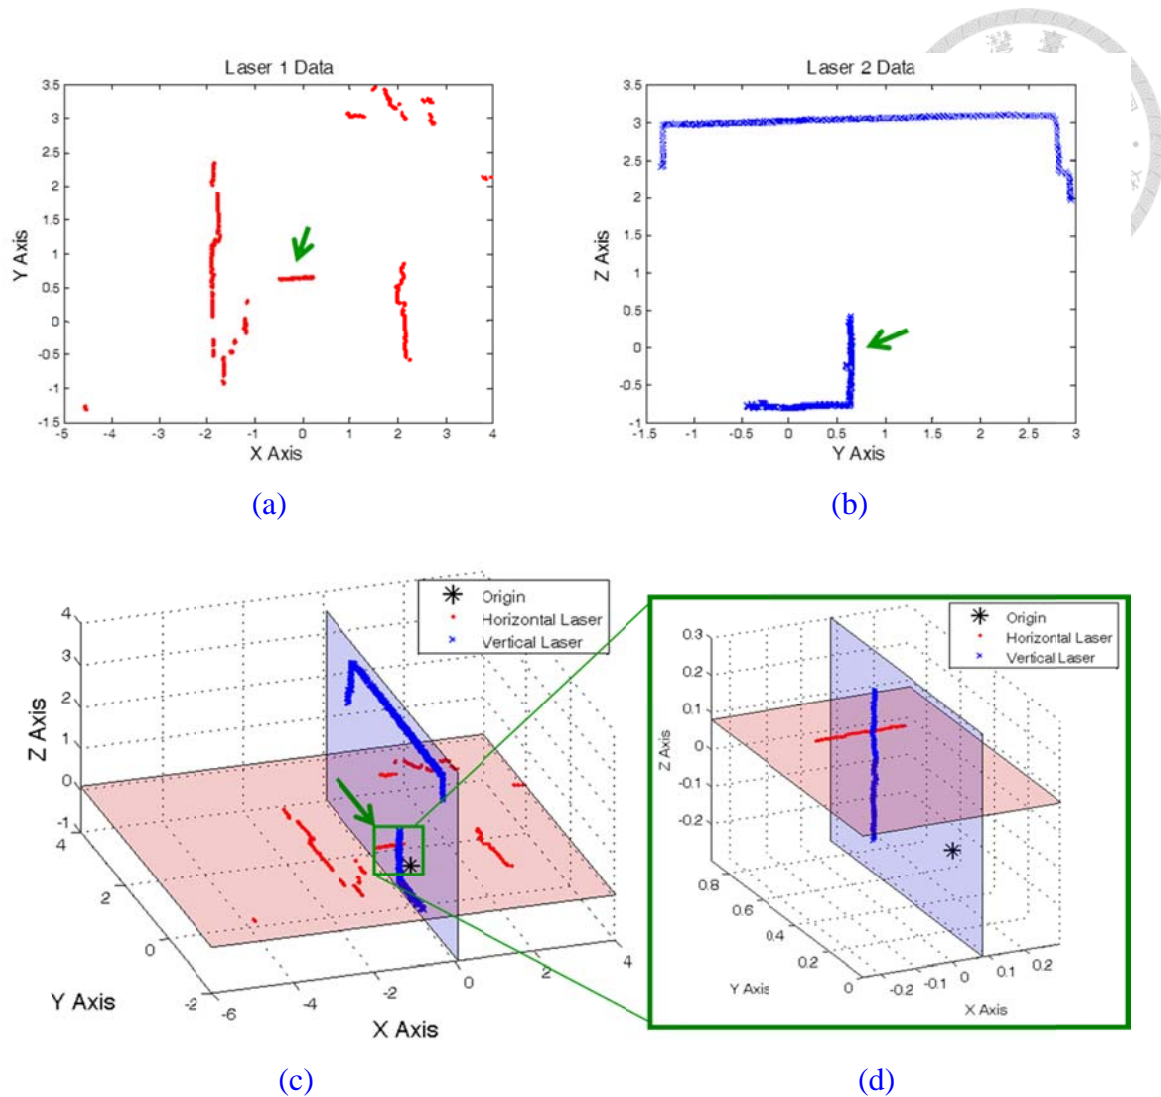 灣 臺
Laser 1 Data
3.5
3
2.5
2
1.5
1
0.5
0
-0.5
-1
-1.5
Y Axis
-5 -4 -3 -2 -1 0 1 2 3 4
X Axis
(a)
Laser 2 Data
3.5
3
2.5
2
1.5
1
0.5
0
-0.5
-1
Z Axis
-1.5 -1 -0.5 0 0.5 1 1.5 2 2.5 3
Y Axis
(b)
Origin
Horizontal Laser
Vertical Laser
4
3
2
1
0
-1
Z Axis
4
2
0
-2
Y Axis
-6 -4 -2 0 2 4
X Axis
(c)
Origin
Horizontal Laser
Vertical Laser
0.3
0.2
0.1
0
-0.1
-0.2
Z Axis
0.8
0.6
0.4
0.2
0
Y Axis
-0.2 -0.1 0 0.1 0.2
X Axis
(d)